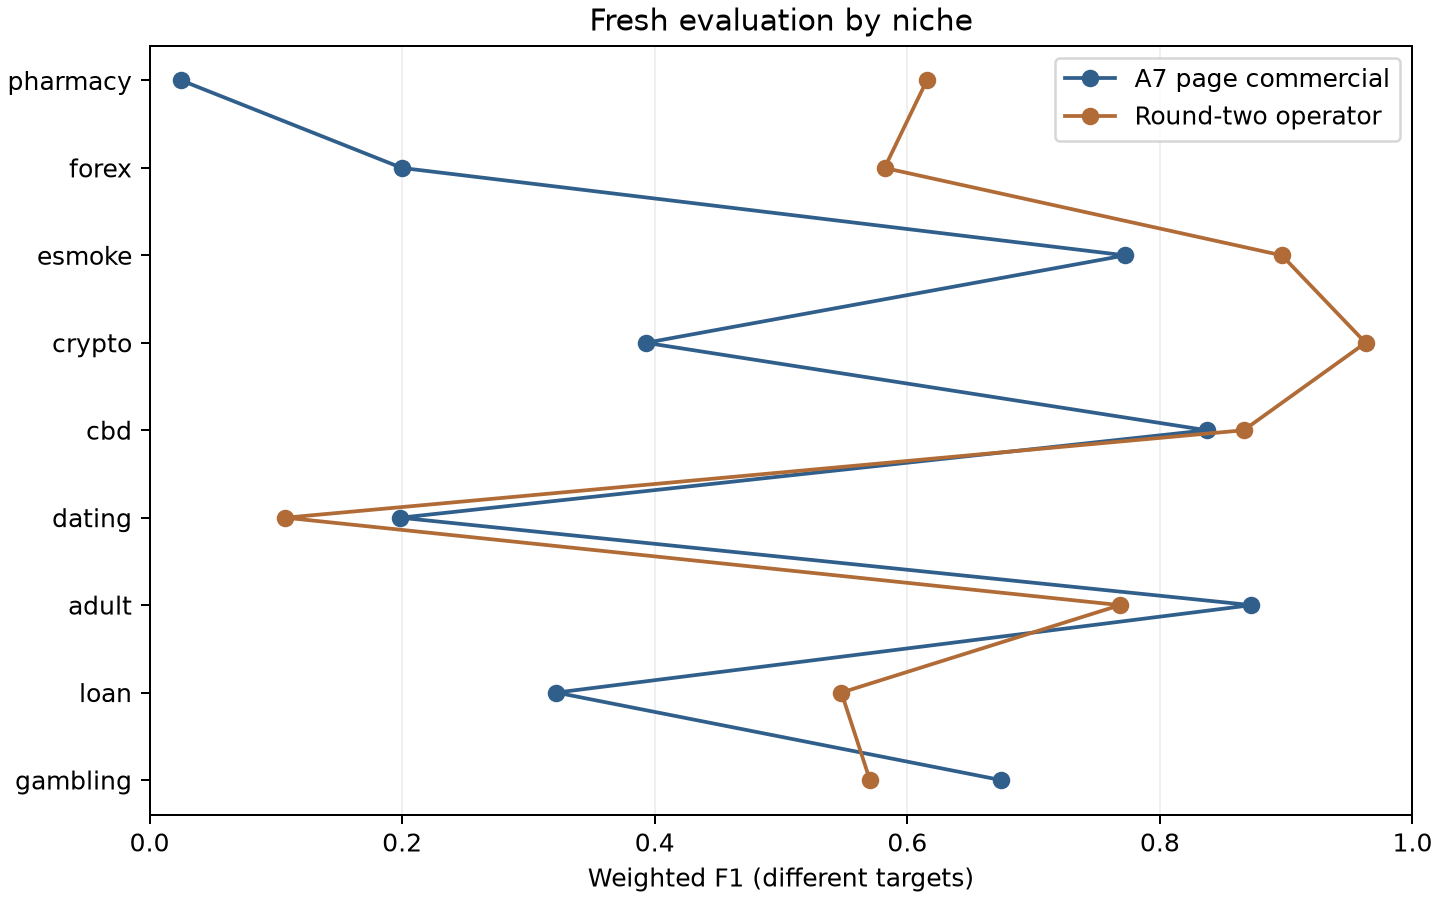 Fresh evaluation by niche
A7 page commercial
Round-two operator
pharmacy
forex
esmoke
crypto
cbd
dating
adult
loan
gambling
0.0 0.2 0.4 0.6 0.8 1.0
Weighted F1 (different targets)